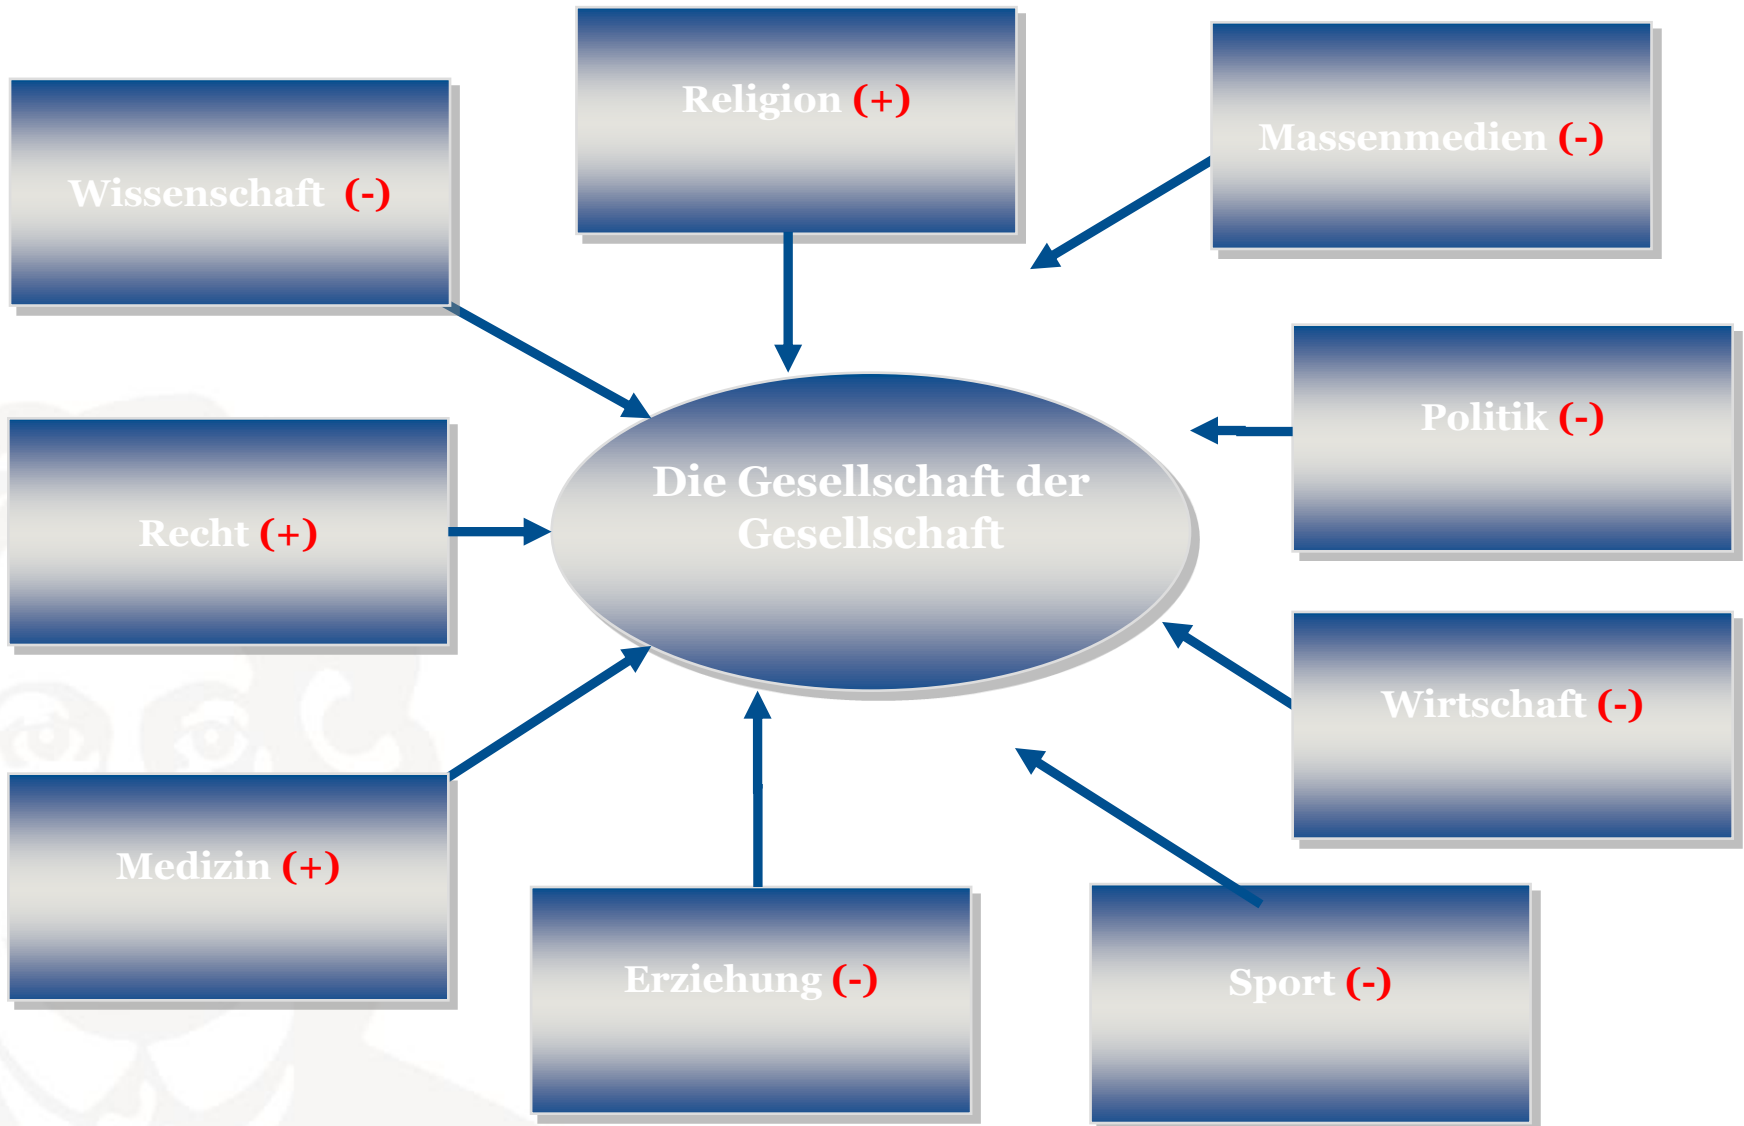 Religion (+)
Massenmedien (-)
Wissenschaft (-)
Politik (-)
Die Gesellschaft der
Gesellschaft
Recht (+)
Wirtschaft (-)
Medizin (+)
Erziehung (-)
Sport (-)